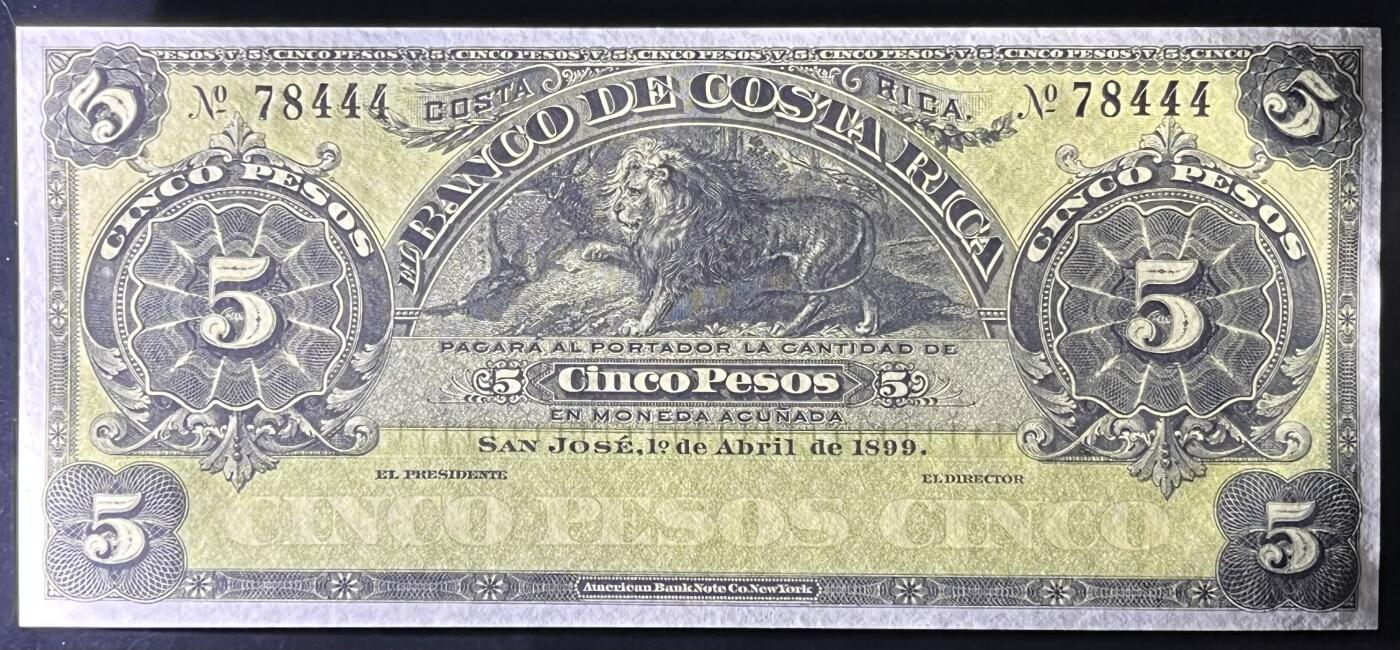 PESOS V. 5, CINCO PESOS V. 5, CINCO PESOS V. 5, CINCO PESOS V. 5, CINCO PESOS V. 5, CINCO PESOS V. 5, CINCO
5 5
Nº 78444 COSTA RICA. Nº 78444
EL BANCO DE COSTA RICA
CINCO PESOS CINCO PESOS
5 5
PAGARÁ AL PORTADOR LA CANTIDAD DE
5 Cinco Pesos 5
EN MONEDA ACUÑADA
SAN JOSÉ, 1º de Abril de 1899.
EL PRESIDENTE EL DIRECTOR
CINCO PESOS CINCO
5 5
American Bank Note Co. New York